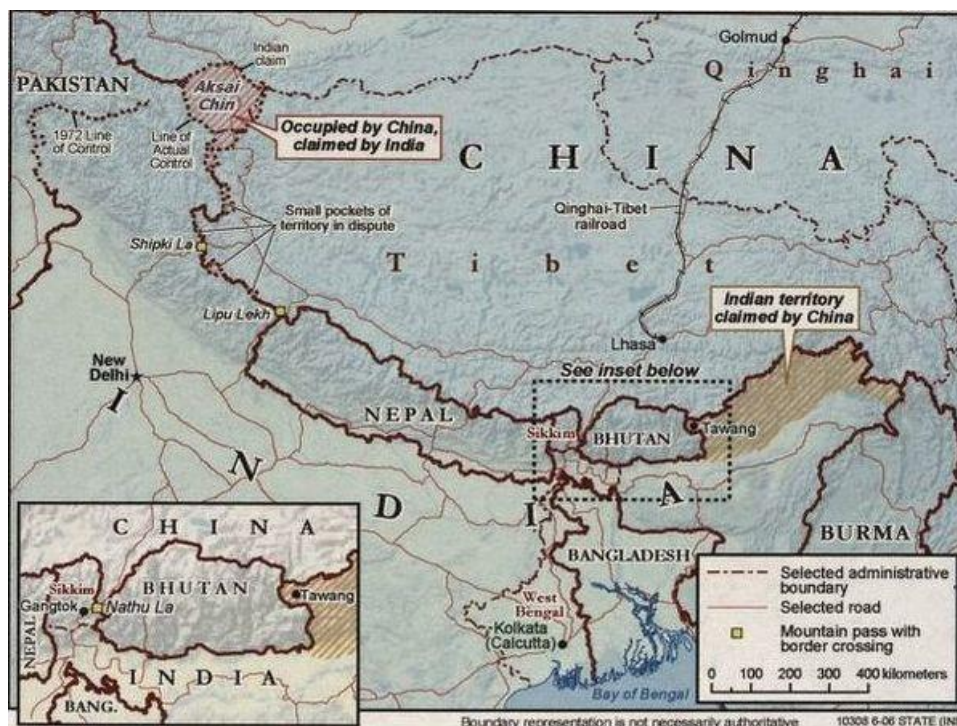 Golmud
Qinghai
Indian
claim
PAKISTAN
Aksai
Chin
1972 Line
of Control
Line of
Actual
Control
Occupied by China,
claimed by India
CHINA
Small pockets of
territory in dispute
Qinghai-Tibet
railroad
Shipki La
Tibet
Lipu Lekh
Indian territory
claimed by China
Lhasa
New
Delhi
See inset below
NEPAL
Sikkim
BHUTAN
Tawang
INDIA
BURMA
BANGLADESH
West
Bengal
Kolkata
(Calcutta)
Bay of Bengal
CHINA
BHUTAN
Sikkim
Gangtok
Nathu La
Tawang
NEPAL
INDIA
BANG.
Selected administrative
boundary
Selected road
Mountain pass with
border crossing
0 100 200 300 400 kilometers
Boundary representation is not necessarily authoritative
10308 6-06 STATE (IN